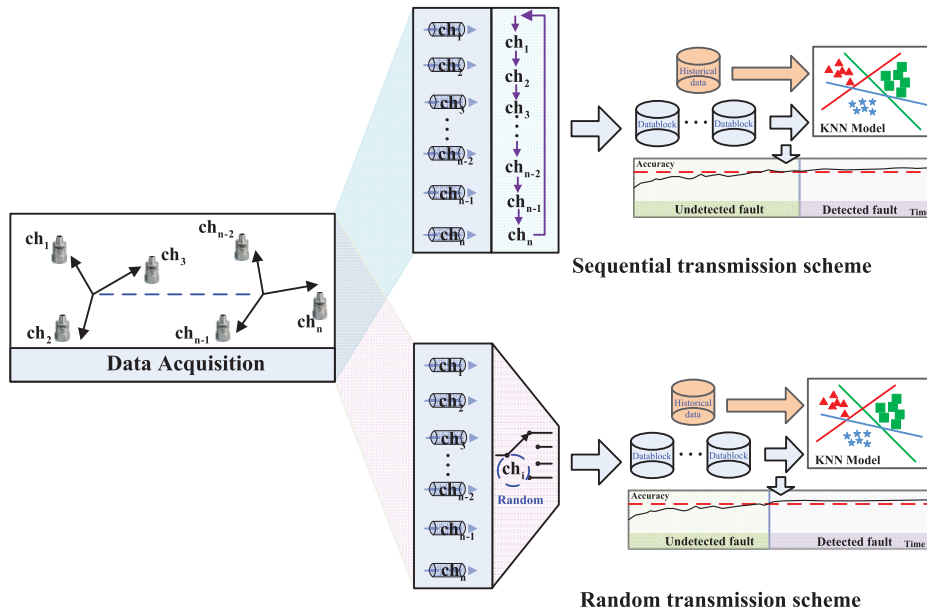 ch1
ch2
ch3
chn-2
chn-1
chn
Data Acquisition
ch1
ch2
ch3
chn-2
chn-1
chn
ch1
ch2
ch3
chn-2
chn-1
chn
Historical
data
Datablock
Datablock
KNN Model
Accuracy
Undetected fault
Detected fault
Time
Sequential transmission scheme
ch1
ch2
ch3
chn-2
chn-1
chn
chi
Random
Historical
data
Datablock
Datablock
KNN Model
Accuracy
Undetected fault
Detected fault
Time
Random transmission scheme